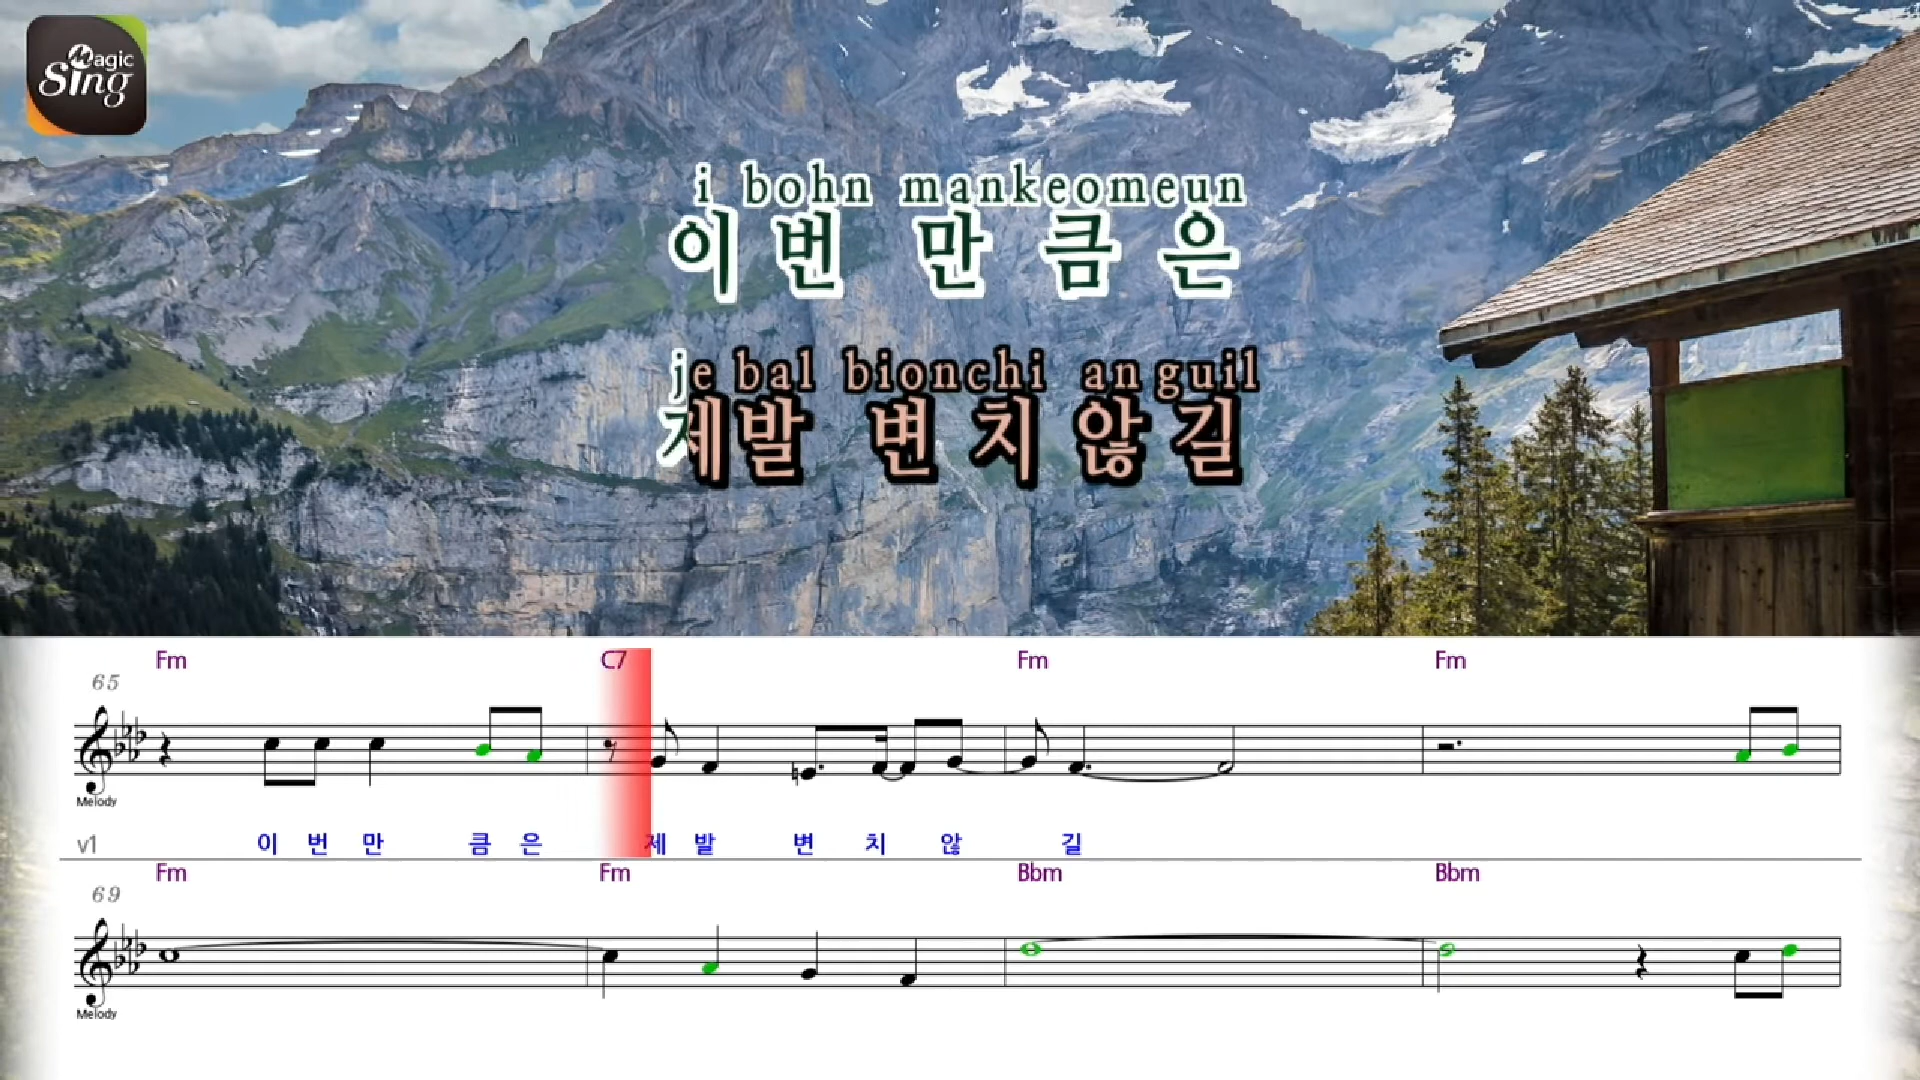 Magic
Sing
i bohn mankeomeun
이번 만큼은
je bal bionchi an guil
제발 변치않길
Fm C7 Fm Fm
65
Melody
v1 이 번 만 큼 은 제 발 변 치 않 길
Fm Fm Bbm Bbm
69
Melody